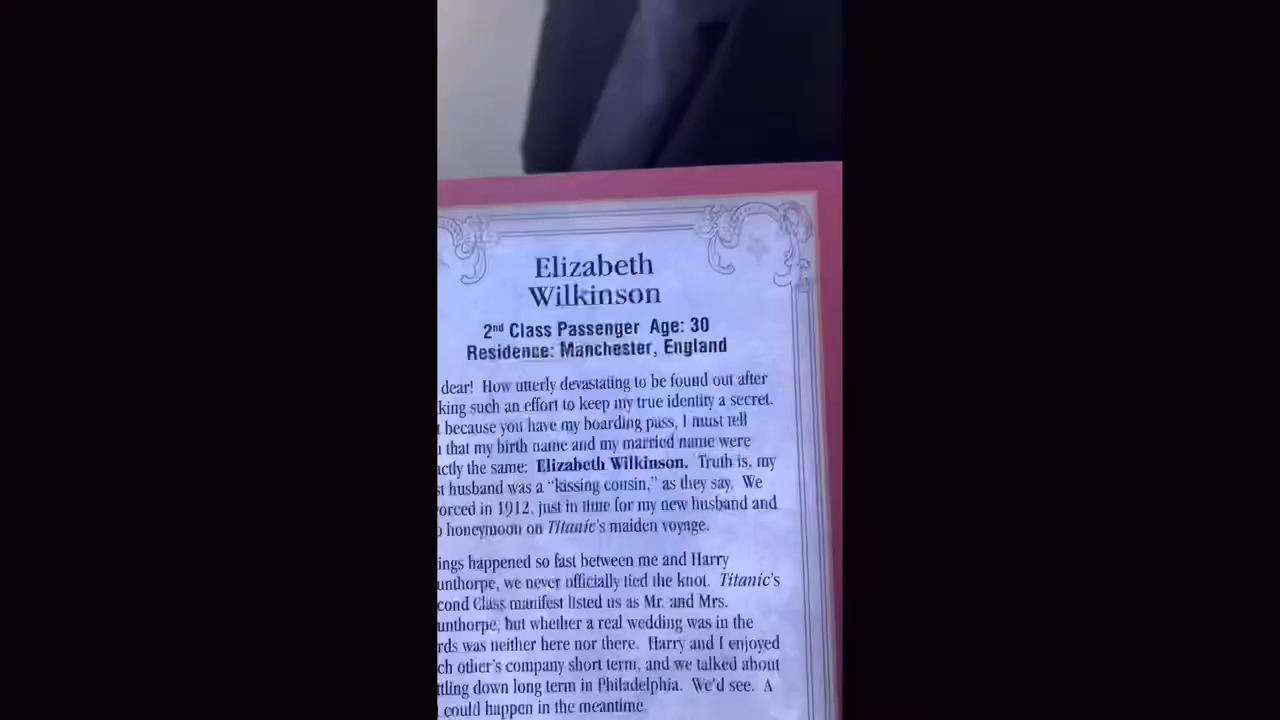 Elizabeth
Wilkinson
2nd Class Passenger Age: 30
Residence: Manchester, England
dear! How utterly devastating to be found out after
king such an effort to keep my true identity a secret.
t because you have my boarding pass, I must tell
that my birth name and my married name were
actly the same: Elizabeth Wilkinson. Truth is, my
st husband was a "kissing cousin," as they say. We
orced in 1912, just in time for my new husband and
o honeymoon on Titanic's maiden voyage.
ings happened so fast between me and Harry
unthorpe, we never officially tied the knot. Titanic's
cond Class manifest listed us as Mr. and Mrs.
unthorpe, but whether a real wedding was in the
rds was neither here nor there. Harry and I enjoyed
ch other's company short term, and we talked about
ttling down long term in Philadelphia. We'd see. A
could happen in the meantime.